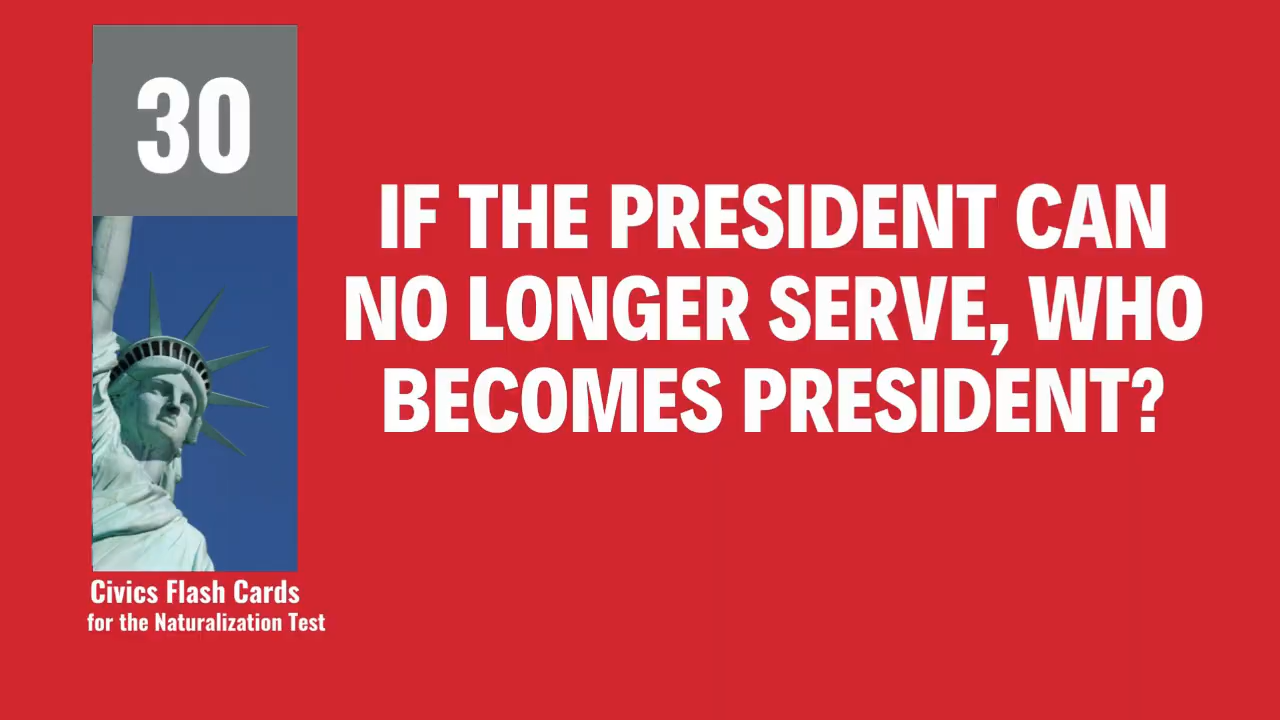 30
IF THE PRESIDENT CAN
NO LONGER SERVE, WHO
BECOMES PRESIDENT?
Civics Flash Cards
for the Naturalization Test